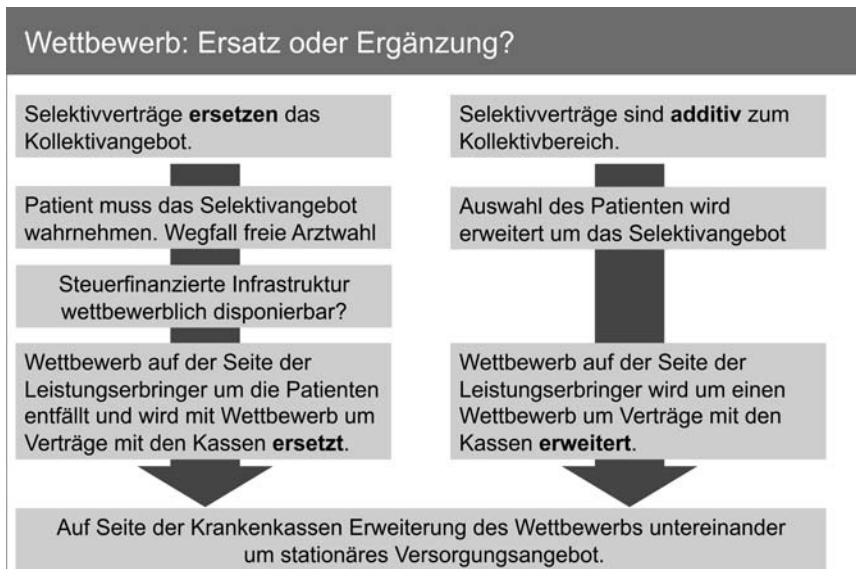 Wettbewerb: Ersatz oder Ergänzung?
Selektivverträge ersetzen das
Kollektivangebot.
Patient muss das Selektivangebot
wahrnehmen. Wegfall freie Arztwahl
Steuerfinanzierte Infrastruktur
wettbewerblich disponierbar?
Wettbewerb auf der Seite der
Leistungserbringer um die Patienten
entfällt und wird mit Wettbewerb um
Verträge mit den Kassen ersetzt.
Selektivverträge sind additiv zum
Kollektivbereich.
Auswahl des Patienten wird
erweitert um das Selektivangebot
Wettbewerb auf der Seite der
Leistungserbringer wird um einen
Wettbewerb um Verträge mit den
Kassen erweitert.
Auf Seite der Krankenkassen Erweiterung des Wettbewerbs untereinander
um stationäres Versorgungsangebot.